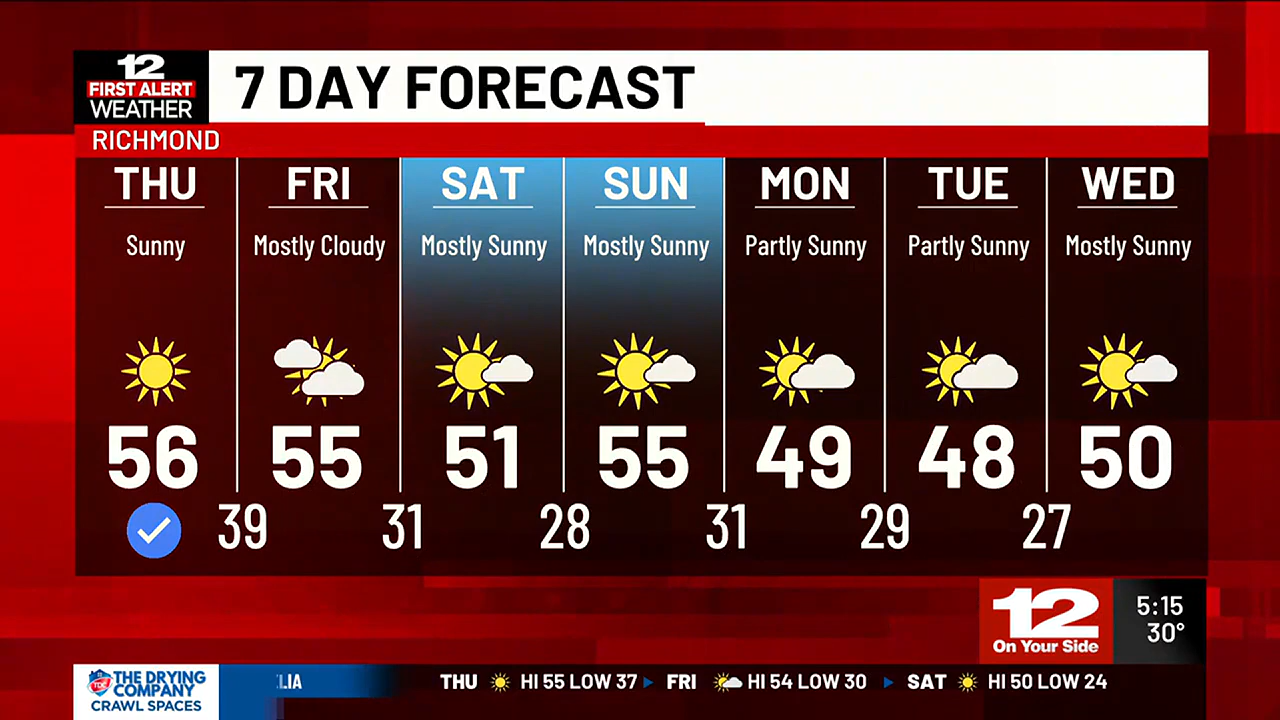 12
FIRST ALERT
WEATHER
7 DAY FORECAST
RICHMOND
THU FRI SAT SUN MON TUE WED
Sunny Mostly Cloudy Mostly Sunny Mostly Sunny Partly Sunny Partly Sunny Mostly Sunny
56 55 51 55 49 48 50
39 31 28 31 29 27
12
On Your Side
5:15
30°
THE DRYING
COMPANY
CRAWL SPACES
LIA THU HI 55 LOW 37 FRI HI 54 LOW 30 SAT HI 50 LOW 24